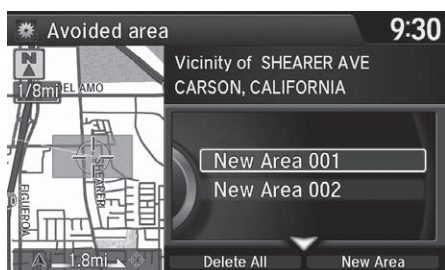 Avoided area
9:30
N
1/8mi
EL AMO
SHEARER
FIGUEROA
1.8mi
Vicinity of SHEARER AVE
CARSON, CALIFORNIA
New Area 001
New Area 002
Delete All
New Area